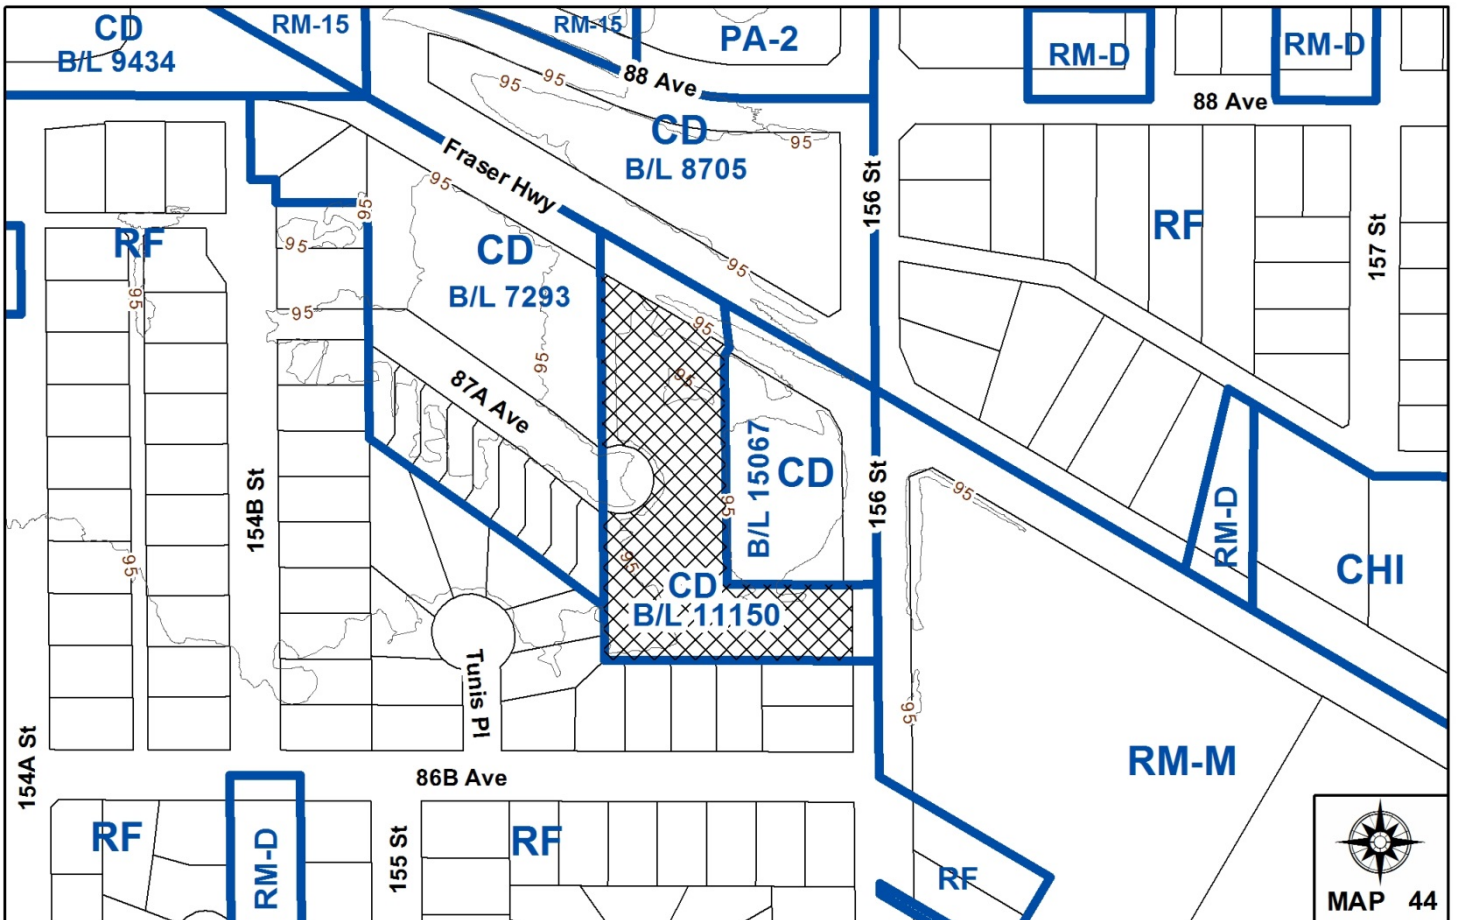 CD
B/L 9434
RM-15
RM-15
PA-2
RM-D
RM-D
88 Ave
88 Ave
95
95
CD
B/L 8705
95
Fraser Hwy
95
156 St
RF
157 St
RF
95
95
CD
B/L 7293
95
95
95
95
95
95
87A Ave
95
CD
B/L 15067
95
156 St
95
154B St
RM-D
95
95
CHI
CD
B/L 11150
Tunis Pl
95
RM-M
154A St
86B Ave
RF
RM-D
155 St
RF
RF
MAP 44